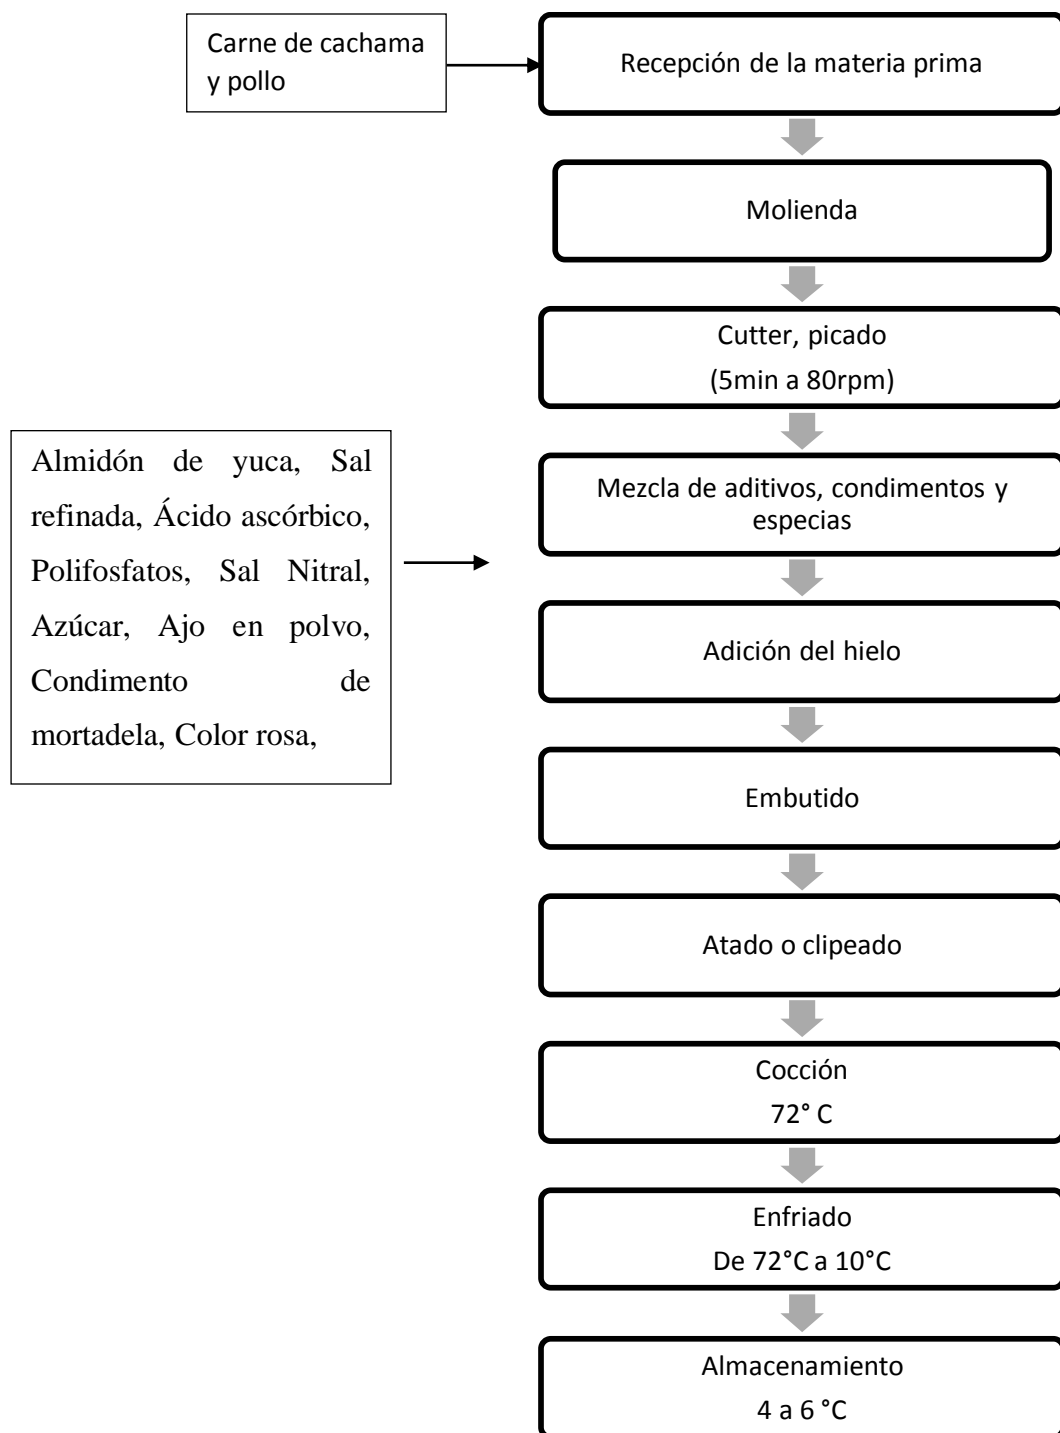 Carne de cachama
y pollo
Recepción de la materia prima
Molienda
Cutter, picado
(5min a 80rpm)
Almidón de yuca, Sal
refinada, Ácido ascórbico,
Polifosfatos, Sal Nitral,
Azúcar, Ajo en polvo,
Condimento de
mortadela, Color rosa,
Mezcla de aditivos, condimentos y
especias
Adición del hielo
Embutido
Atado o clipeado
Cocción
72° C
Enfriado
De 72°C a 10°C
Almacenamiento
4 a 6 °C